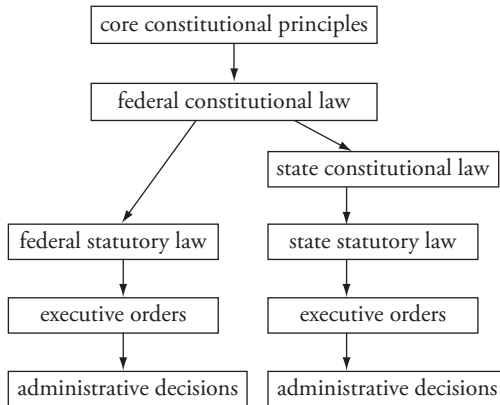 core constitutional principles
federal constitutional law
state constitutional law
federal statutory law
state statutory law
executive orders
executive orders
administrative decisions
administrative decisions